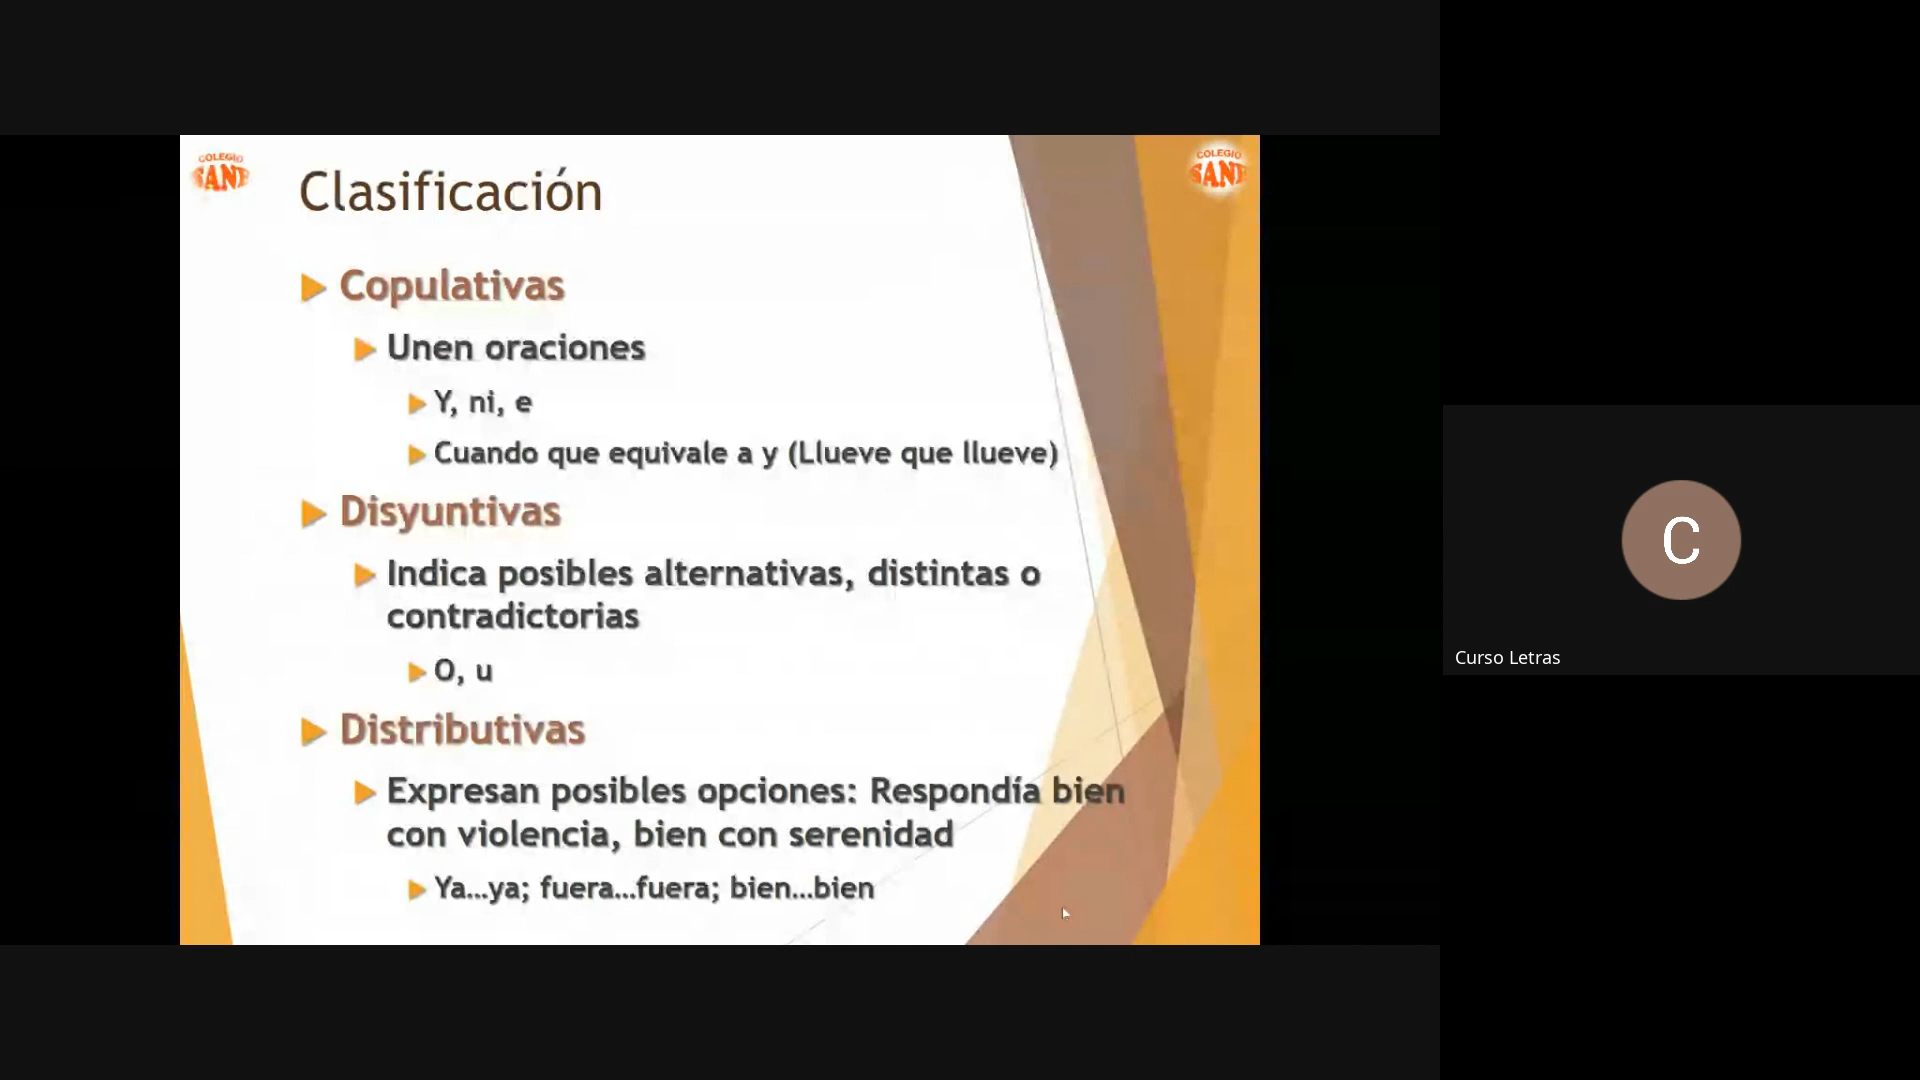 COLEGIO
COLEGIO
Clasificación
Copulativas
Unen oraciones
Y, ni, e
Cuando que equivale a y (Llueve que llueve)
Disyuntivas
Indica posibles alternativas, distintas o
contradictorias
O, u
Distributivas
Expresan posibles opciones: Respondía bien
con violencia, bien con serenidad
Ya...ya; fuera...fuera; bien...bien
C
Curso Letras